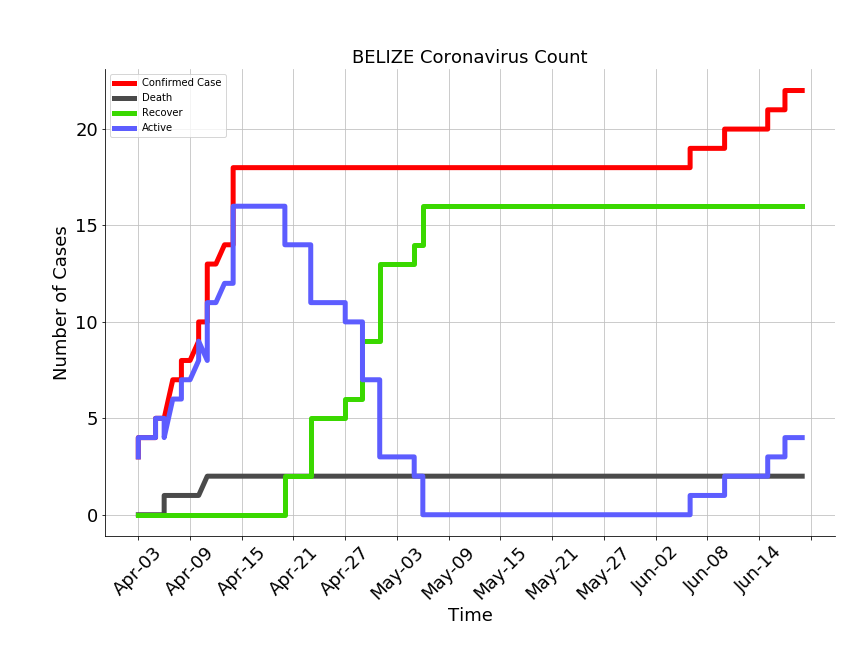 BELIZE Coronavirus Count
Confirmed Case
Death
Recover
Active
Number of Cases
20
15
10
5
0
Apr-03
Apr-09
Apr-15
Apr-21
Apr-27
May-03
May-09
May-15
May-21
May-27
Jun-02
Jun-08
Jun-14
Time